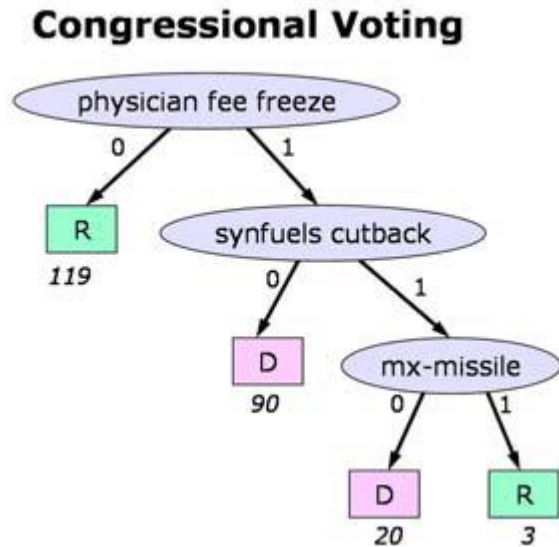 Congressional Voting
physician fee freeze
0
1
R
119
synfuels cutback
0
1
D
90
mx-missile
0
1
D
R
20
3